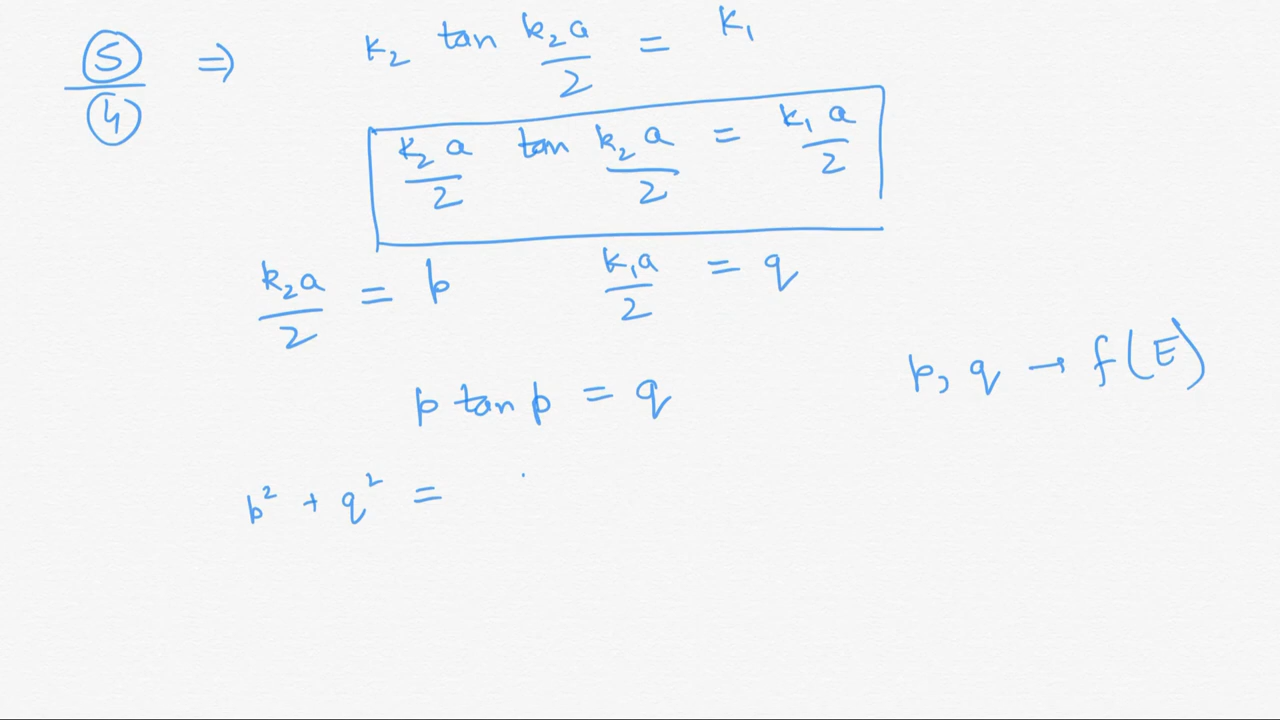 ⑤/④ ⇒ k₂ tan k₂a/2 = k₁
k₂a/2 tan k₂a/2 = k₁a/2
k₂a/2 = p k₁a/2 = q
p tan p = q p, q → f(E)
p² + q² =